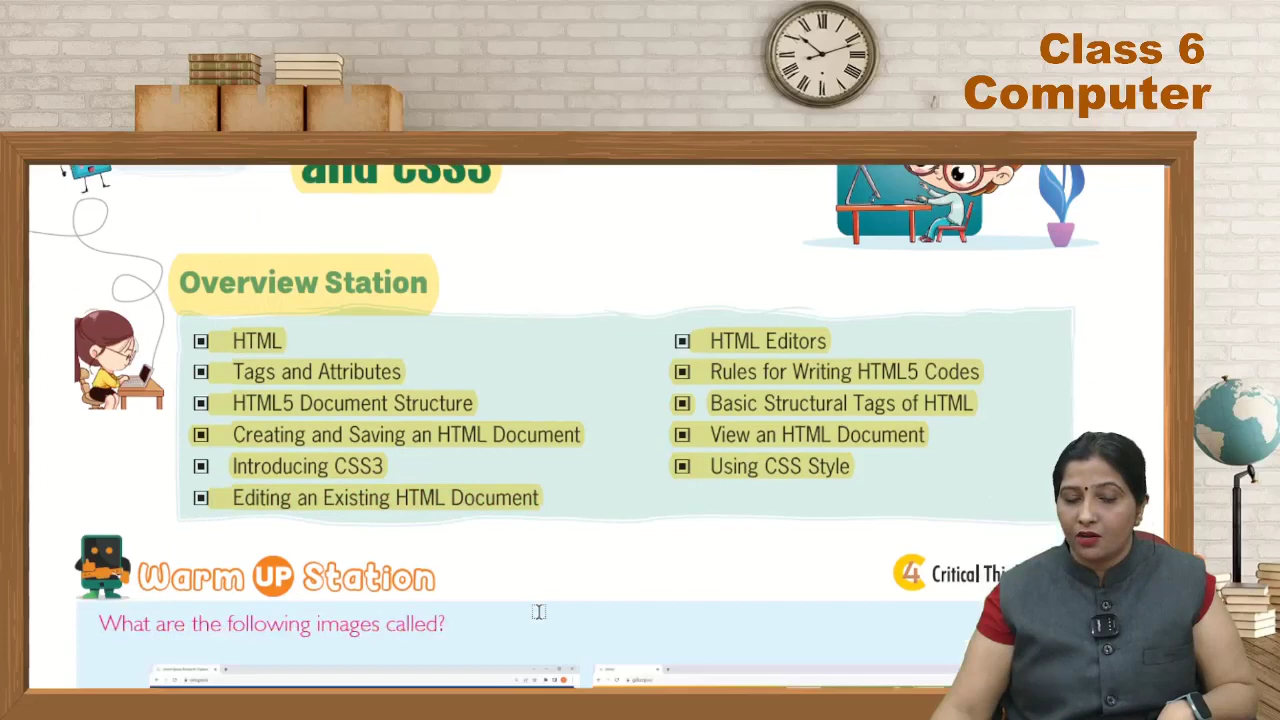 Class 6
Computer
and CSS3
Overview Station
HTML
Tags and Attributes
HTML5 Document Structure
Creating and Saving an HTML Document
Introducing CSS3
Editing an Existing HTML Document
HTML Editors
Rules for Writing HTML5 Codes
Basic Structural Tags of HTML
View an HTML Document
Using CSS Style
Warm UP Station
4 Critical
What are the following images called?